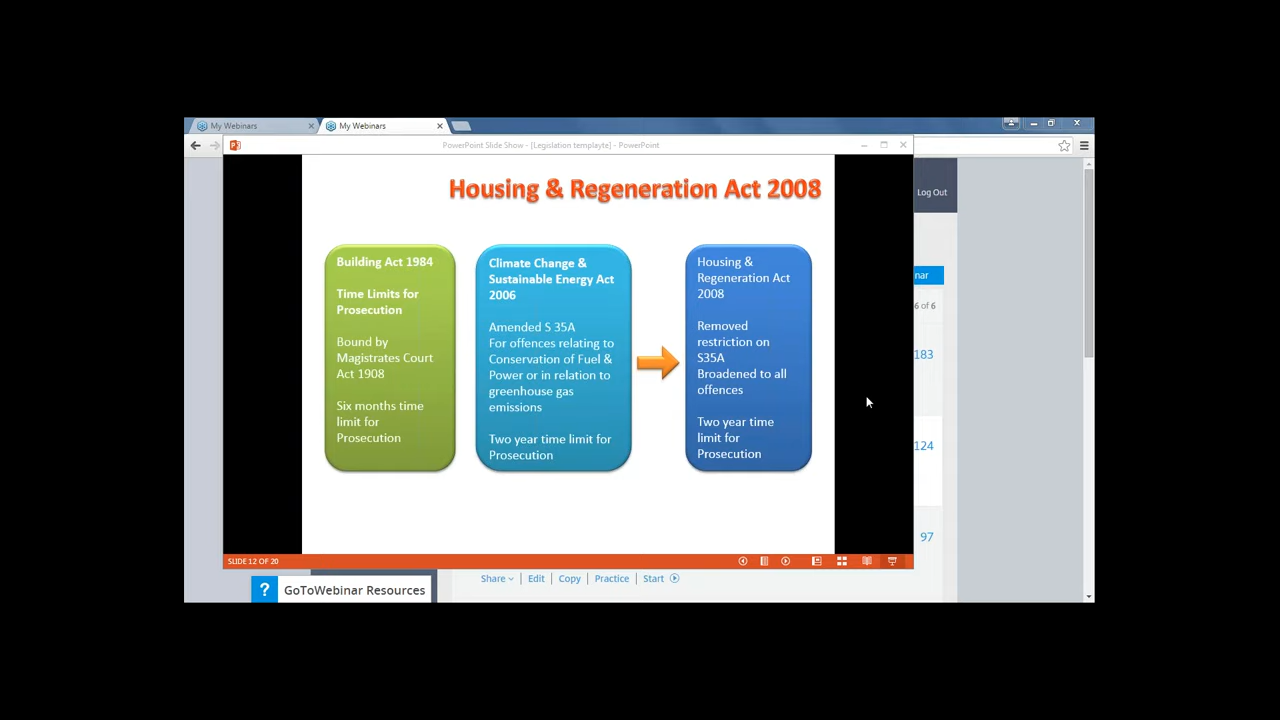 My Webinars
My Webinars
PowerPoint Slide Show - [Legislation templayte] - PowerPoint
Log Out
Housing & Regeneration Act 2008
Building Act 1984
Time Limits for
Prosecution
Bound by
Magistrates Court
Act 1908
Six months time
limit for
Prosecution
Climate Change &
Sustainable Energy Act
2006
Amended S 35A
For offences relating to
Conservation of Fuel &
Power or in relation to
greenhouse gas
emissions
Two year time limit for
Prosecution
Housing &
Regeneration Act
2008
Removed
restriction on
S35A
Broadened to all
offences
Two year time
limit for
Prosecution
nar
6 of 6
183
124
97
SLIDE 12 OF 20
Share Edit Copy Practice Start
? GoToWebinar Resources